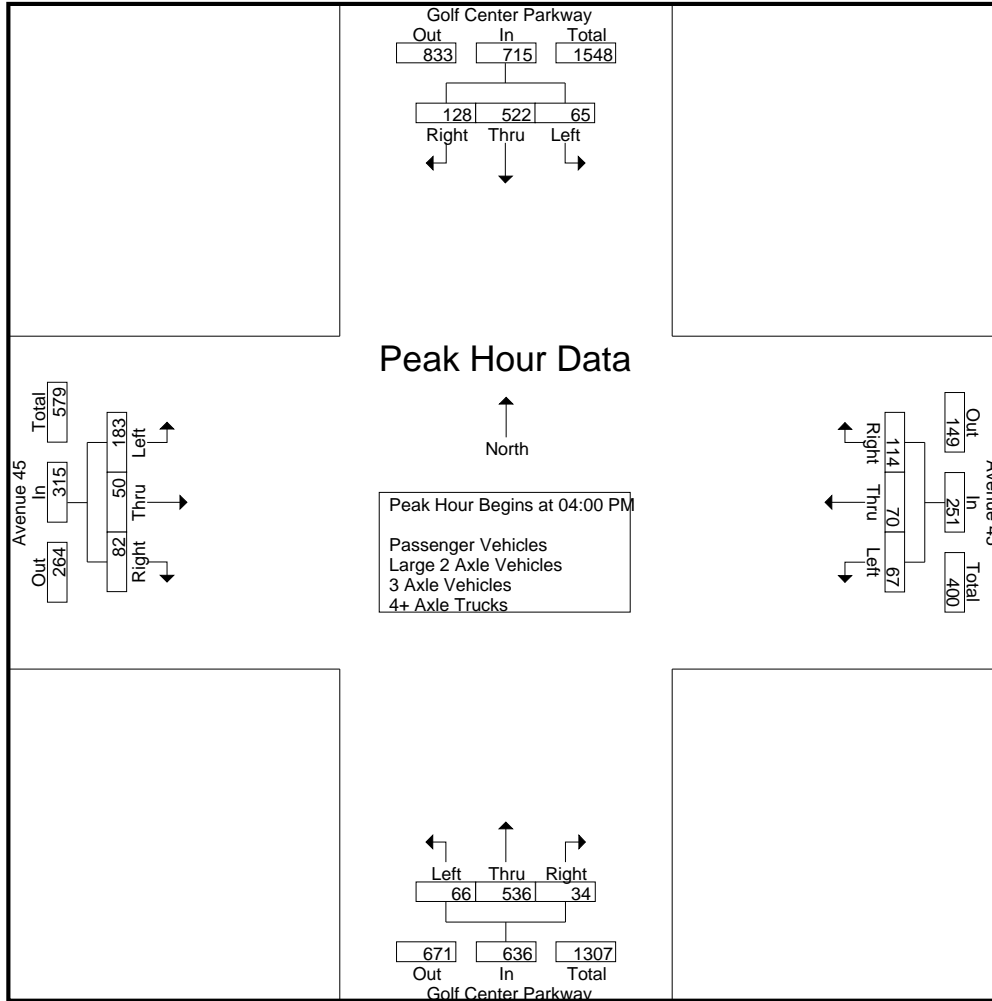 Golf Center Parkway
Out In Total
833 715 1548
128 522 65
Right Thru Left
Peak Hour Data
North
Peak Hour Begins at 04:00 PM
Passenger Vehicles
Large 2 Axle Vehicles
3 Axle Vehicles
4+ Axle Trucks
Avenue 45
Out In Total
264 315 579
82 50 183
Right Thru Left
Avenue 45
Out In Total
149 251 400
114 70 67
Right Thru Left
Left Thru Right
66 536 34
671 636 1307
Out In Total
Golf Center Parkway